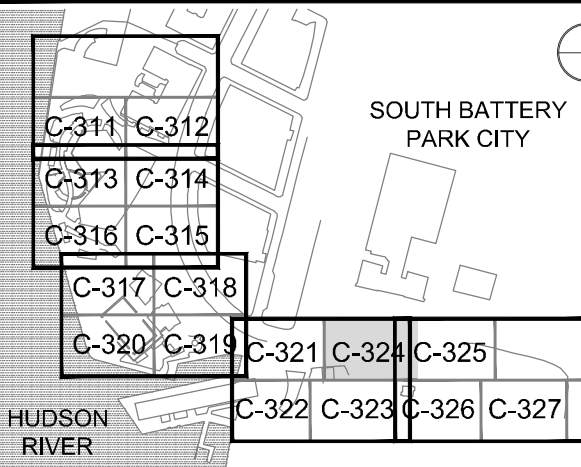 SOUTH BATTERY
PARK CITY
C-311 C-312
C-313 C-314
C-316 C-315
C-317 C-318
C-320 C-319
C-321 C-324 C-325
C-322 C-323 C-326 C-327
HUDSON
RIVER